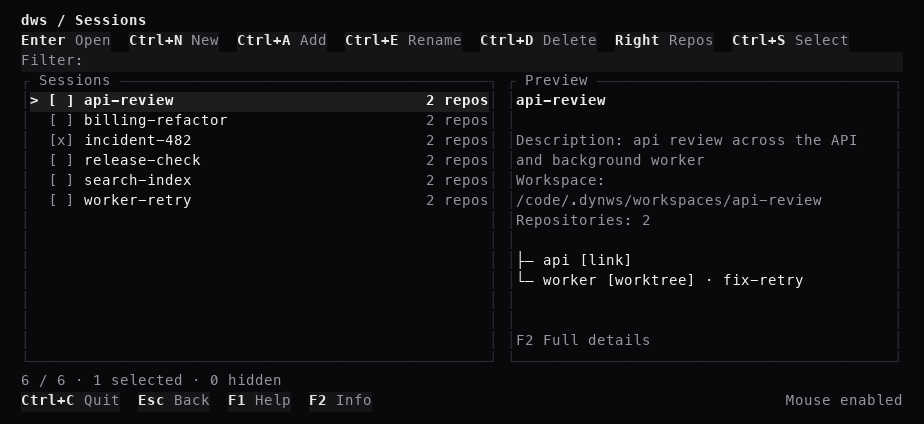 dws / Sessions
Enter Open  Ctrl+N New  Ctrl+A Add  Ctrl+E Rename  Ctrl+D Delete  Right Repos  Ctrl+S Select
Filter:
Sessions
> [ ] api-review 2 repos
[ ] billing-refactor 2 repos
[x] incident-482 2 repos
[ ] release-check 2 repos
[ ] search-index 2 repos
[ ] worker-retry 2 repos
Preview
api-review
Description: api review across the API
and background worker
Workspace:
/code/.dynws/workspaces/api-review
Repositories: 2
├─ api [link]
└─ worker [worktree] · fix-retry
F2 Full details
6 / 6 · 1 selected · 0 hidden
Ctrl+C Quit  Esc Back  F1 Help  F2 Info  Mouse enabled